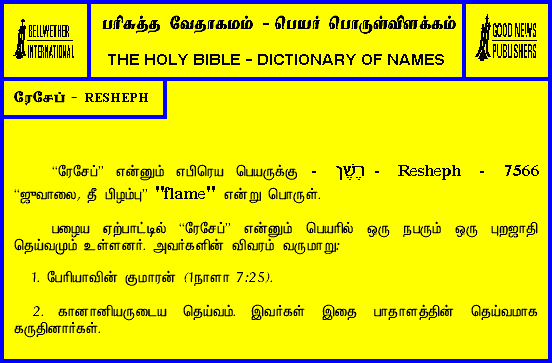 BELLWETHER
INTERNATIONAL
பரிசுத்த வேதாகமம் - பெயர் பொருள்விளக்கம்
THE HOLY BIBLE - DICTIONARY OF NAMES
GOOD NEWS
PUBLISHERS
ரேசேப் - RESHEPH
“ரேசேப்” என்னும் எபிரெய பெயருக்கு - רֶשֶׁן - Resheph - 7566
“ஜுவாலை, தீ பிழம்பு” "flame" என்று பொருள்.
பழைய ஏற்பாட்டில் “ரேசேப்” என்னும் பெயரில் ஒரு நபரும் ஒரு புறஜாதி
தெய்வமும் உள்ளனர். அவர்களின் விவரம் வருமாறு:
1. பேரியாவின் குமாரன் (1நாளா 7:25).
2. கானானியருடைய தெய்வம். இவர்கள் இதை பாதாளத்தின் தெய்வமாக
கருதினார்கள்.